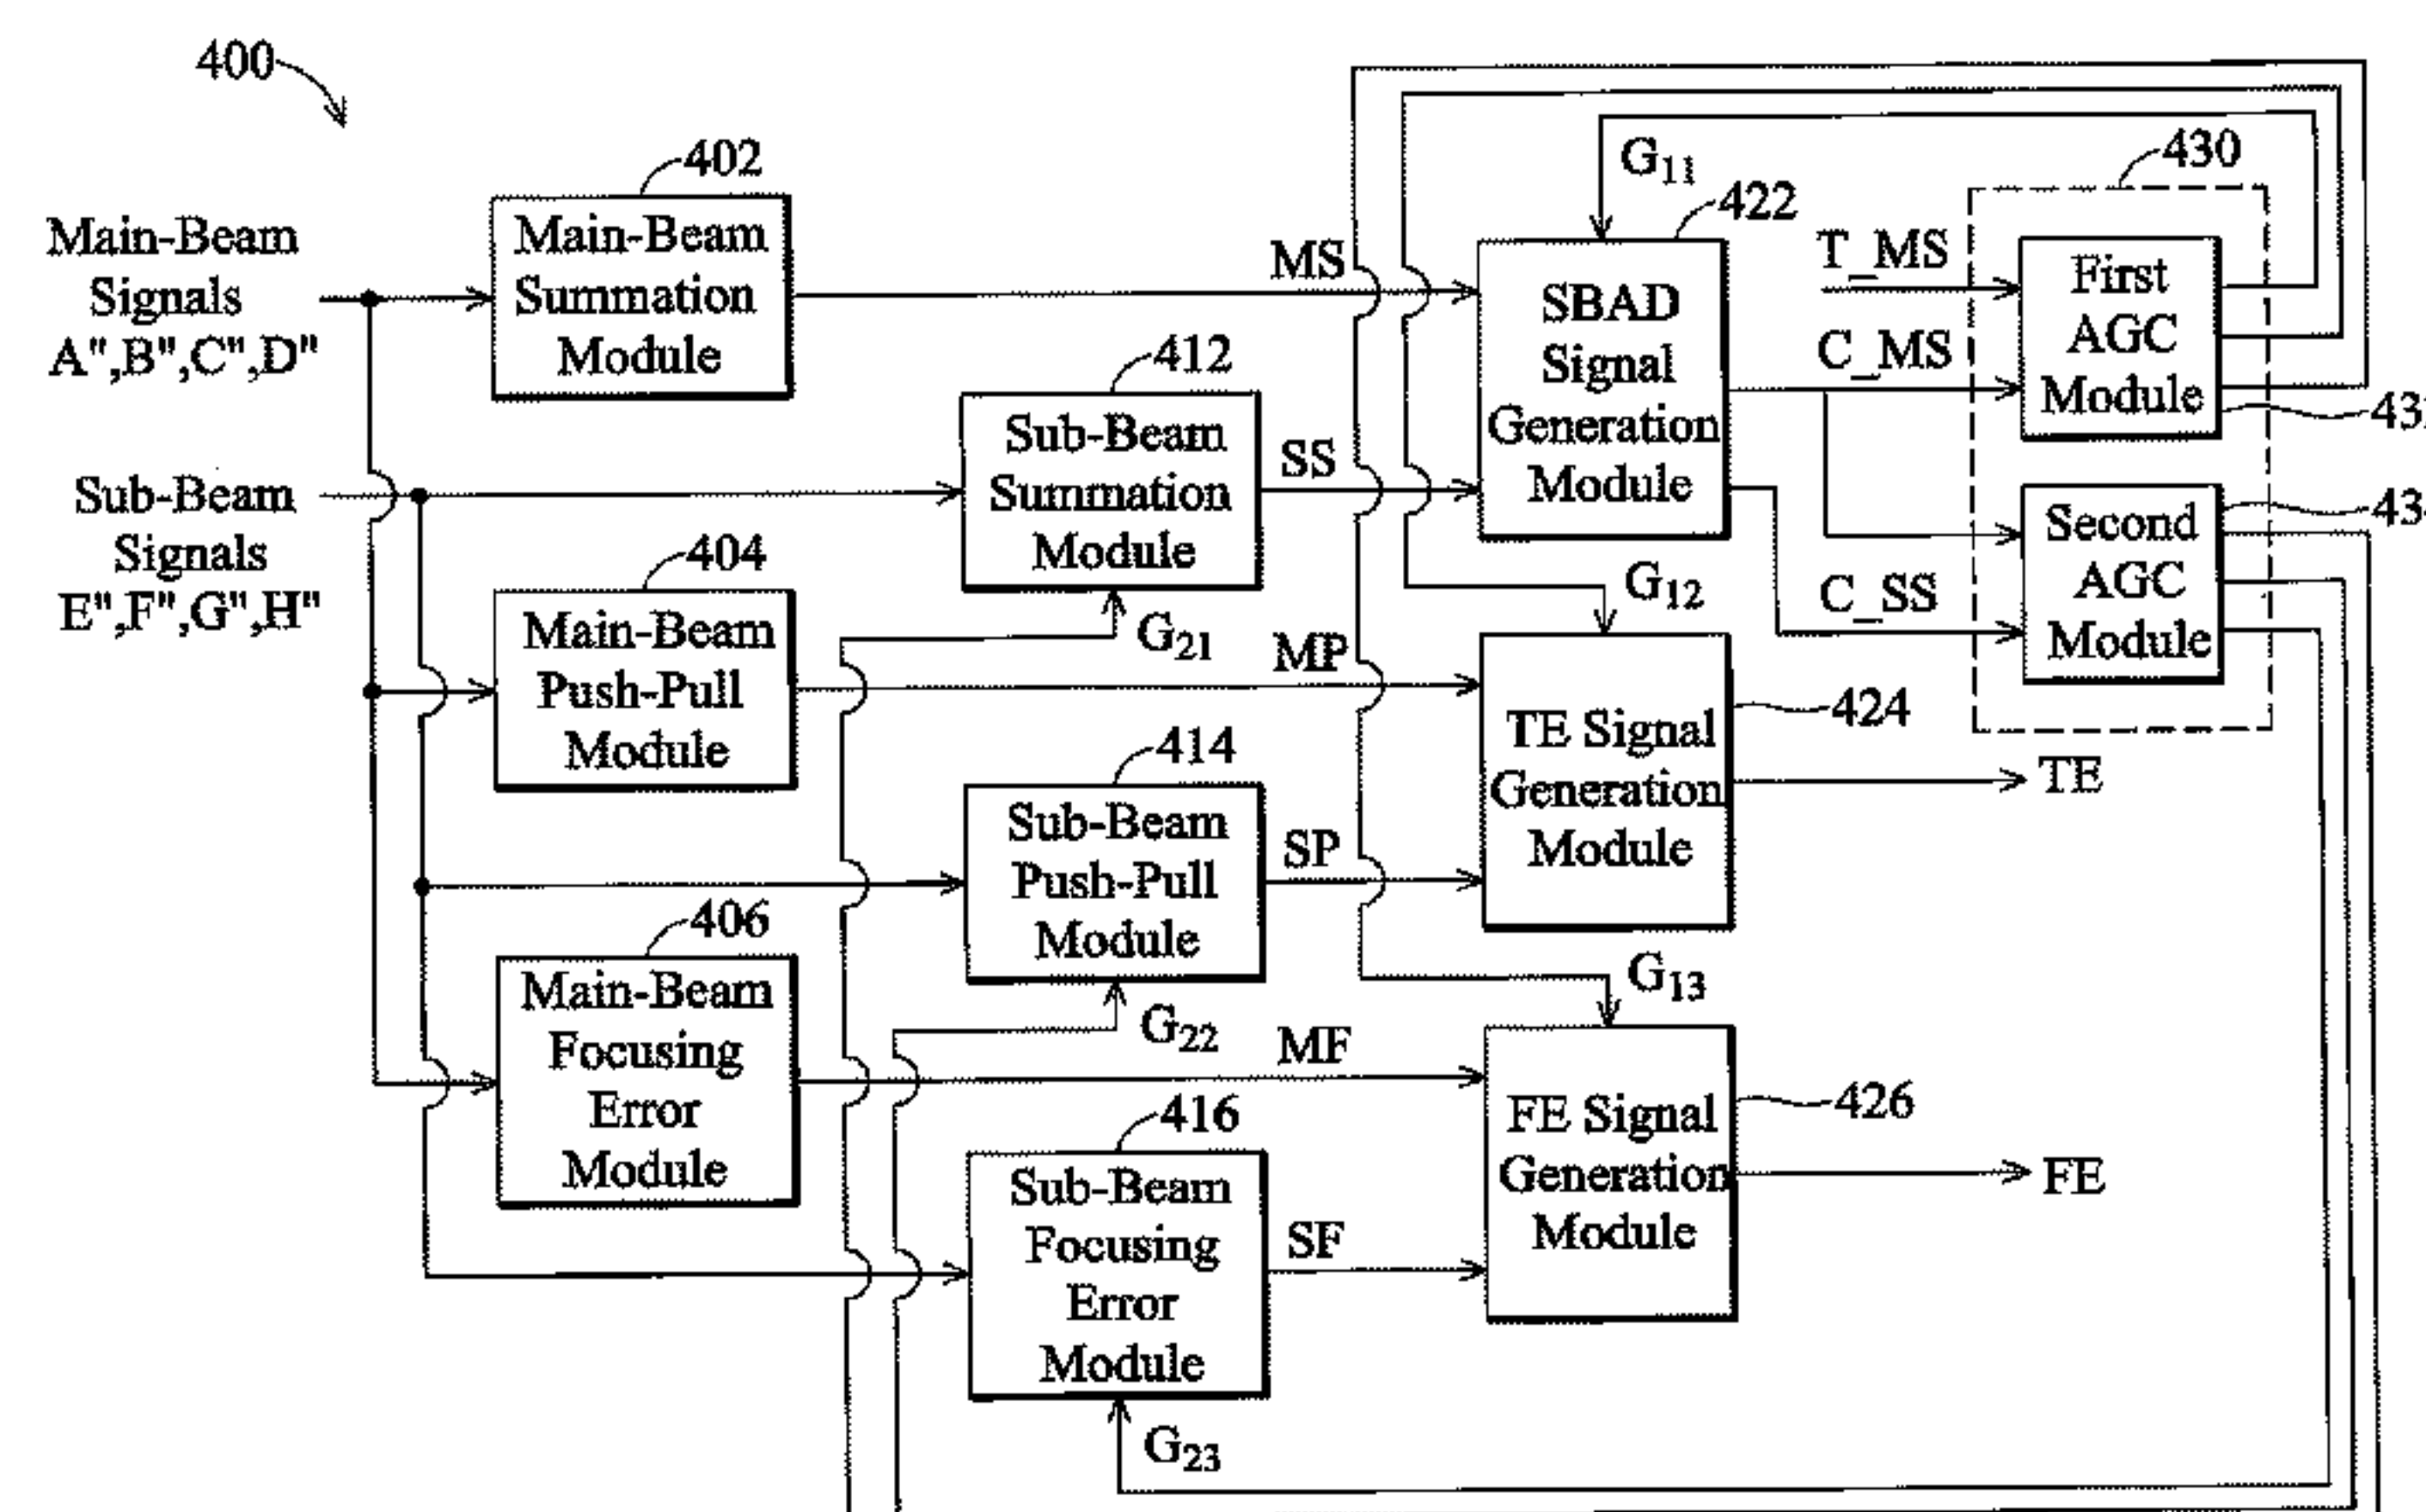 400
402
Main-Beam
Signals
A",B",C",D"
Main-Beam
Summation
Module
MS
G11
422
SBAD
Signal
Generation
Module
430
T_MS
C_MS
First
AGC
Module
Sub-Beam
Signals
E",F",G",H"
412
Sub-Beam
Summation
Module
SS
G21
C_SS
Second
AGC
Module
404
Main-Beam
Push-Pull
Module
MP
G12
424
TE Signal
Generation
Module
TE
414
Sub-Beam
Push-Pull
Module
SP
G22
406
Main-Beam
Focusing
Error
Module
MF
G13
426
FE Signal
Generation
Module
FE
416
Sub-Beam
Focusing
Error
Module
SF
G23